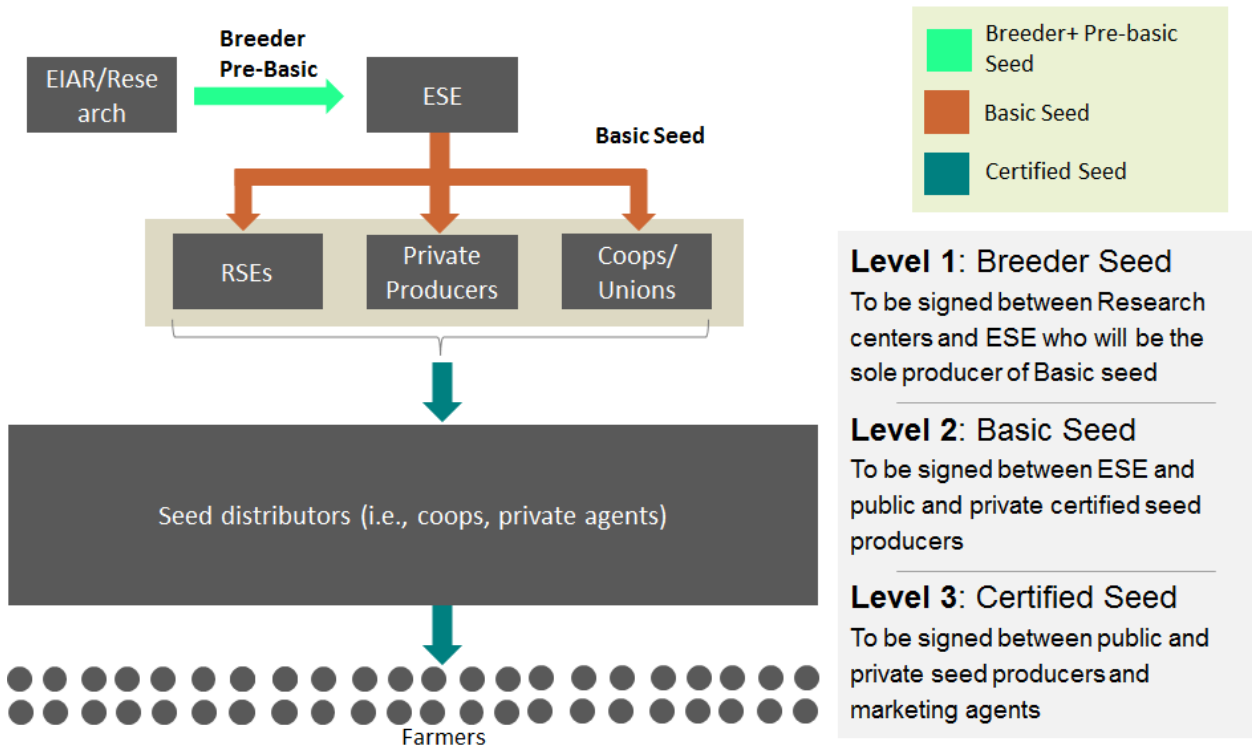 Breeder
Pre-Basic
EIAR/Rese
arch
ESE
Basic Seed
RSEs
Private
Producers
Coops/
Unions
Seed distributors (i.e., coops, private agents)
Farmers
Breeder+ Pre-basic
Seed
Basic Seed
Certified Seed
Level 1: Breeder Seed
To be signed between Research
centers and ESE who will be the
sole producer of Basic seed
Level 2: Basic Seed
To be signed between ESE and
public and private certified seed
producers
Level 3: Certified Seed
To be signed between public and
private seed producers and
marketing agents